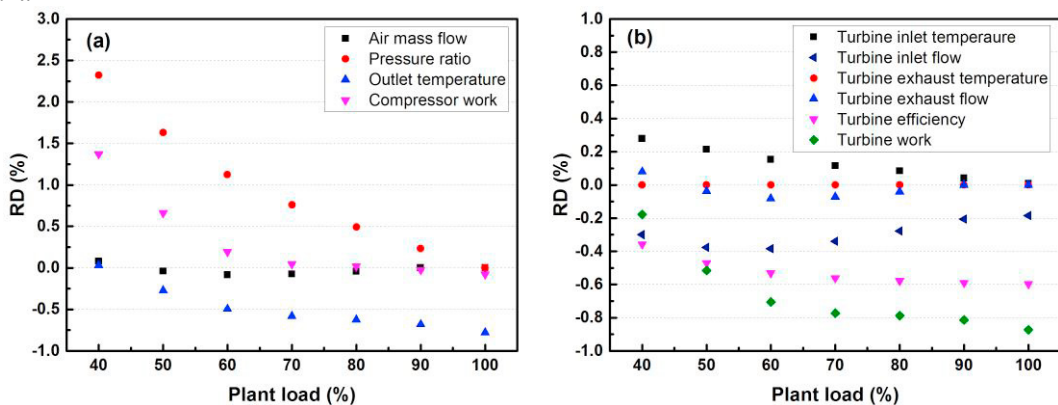 (a)
Air mass flow
Pressure ratio
Outlet temperature
Compressor work
RD (%)
3.0
2.5
2.0
1.5
1.0
0.5
0.0
-0.5
-1.0
40 50 60 70 80 90 100
Plant load (%)
(b)
Turbine inlet temperaure
Turbine inlet flow
Turbine exhaust temperature
Turbine exhaust flow
Turbine efficiency
Turbine work
RD (%)
1.0
0.8
0.6
0.4
0.2
0.0
-0.2
-0.4
-0.6
-0.8
-1.0
40 50 60 70 80 90 100
Plant load (%)